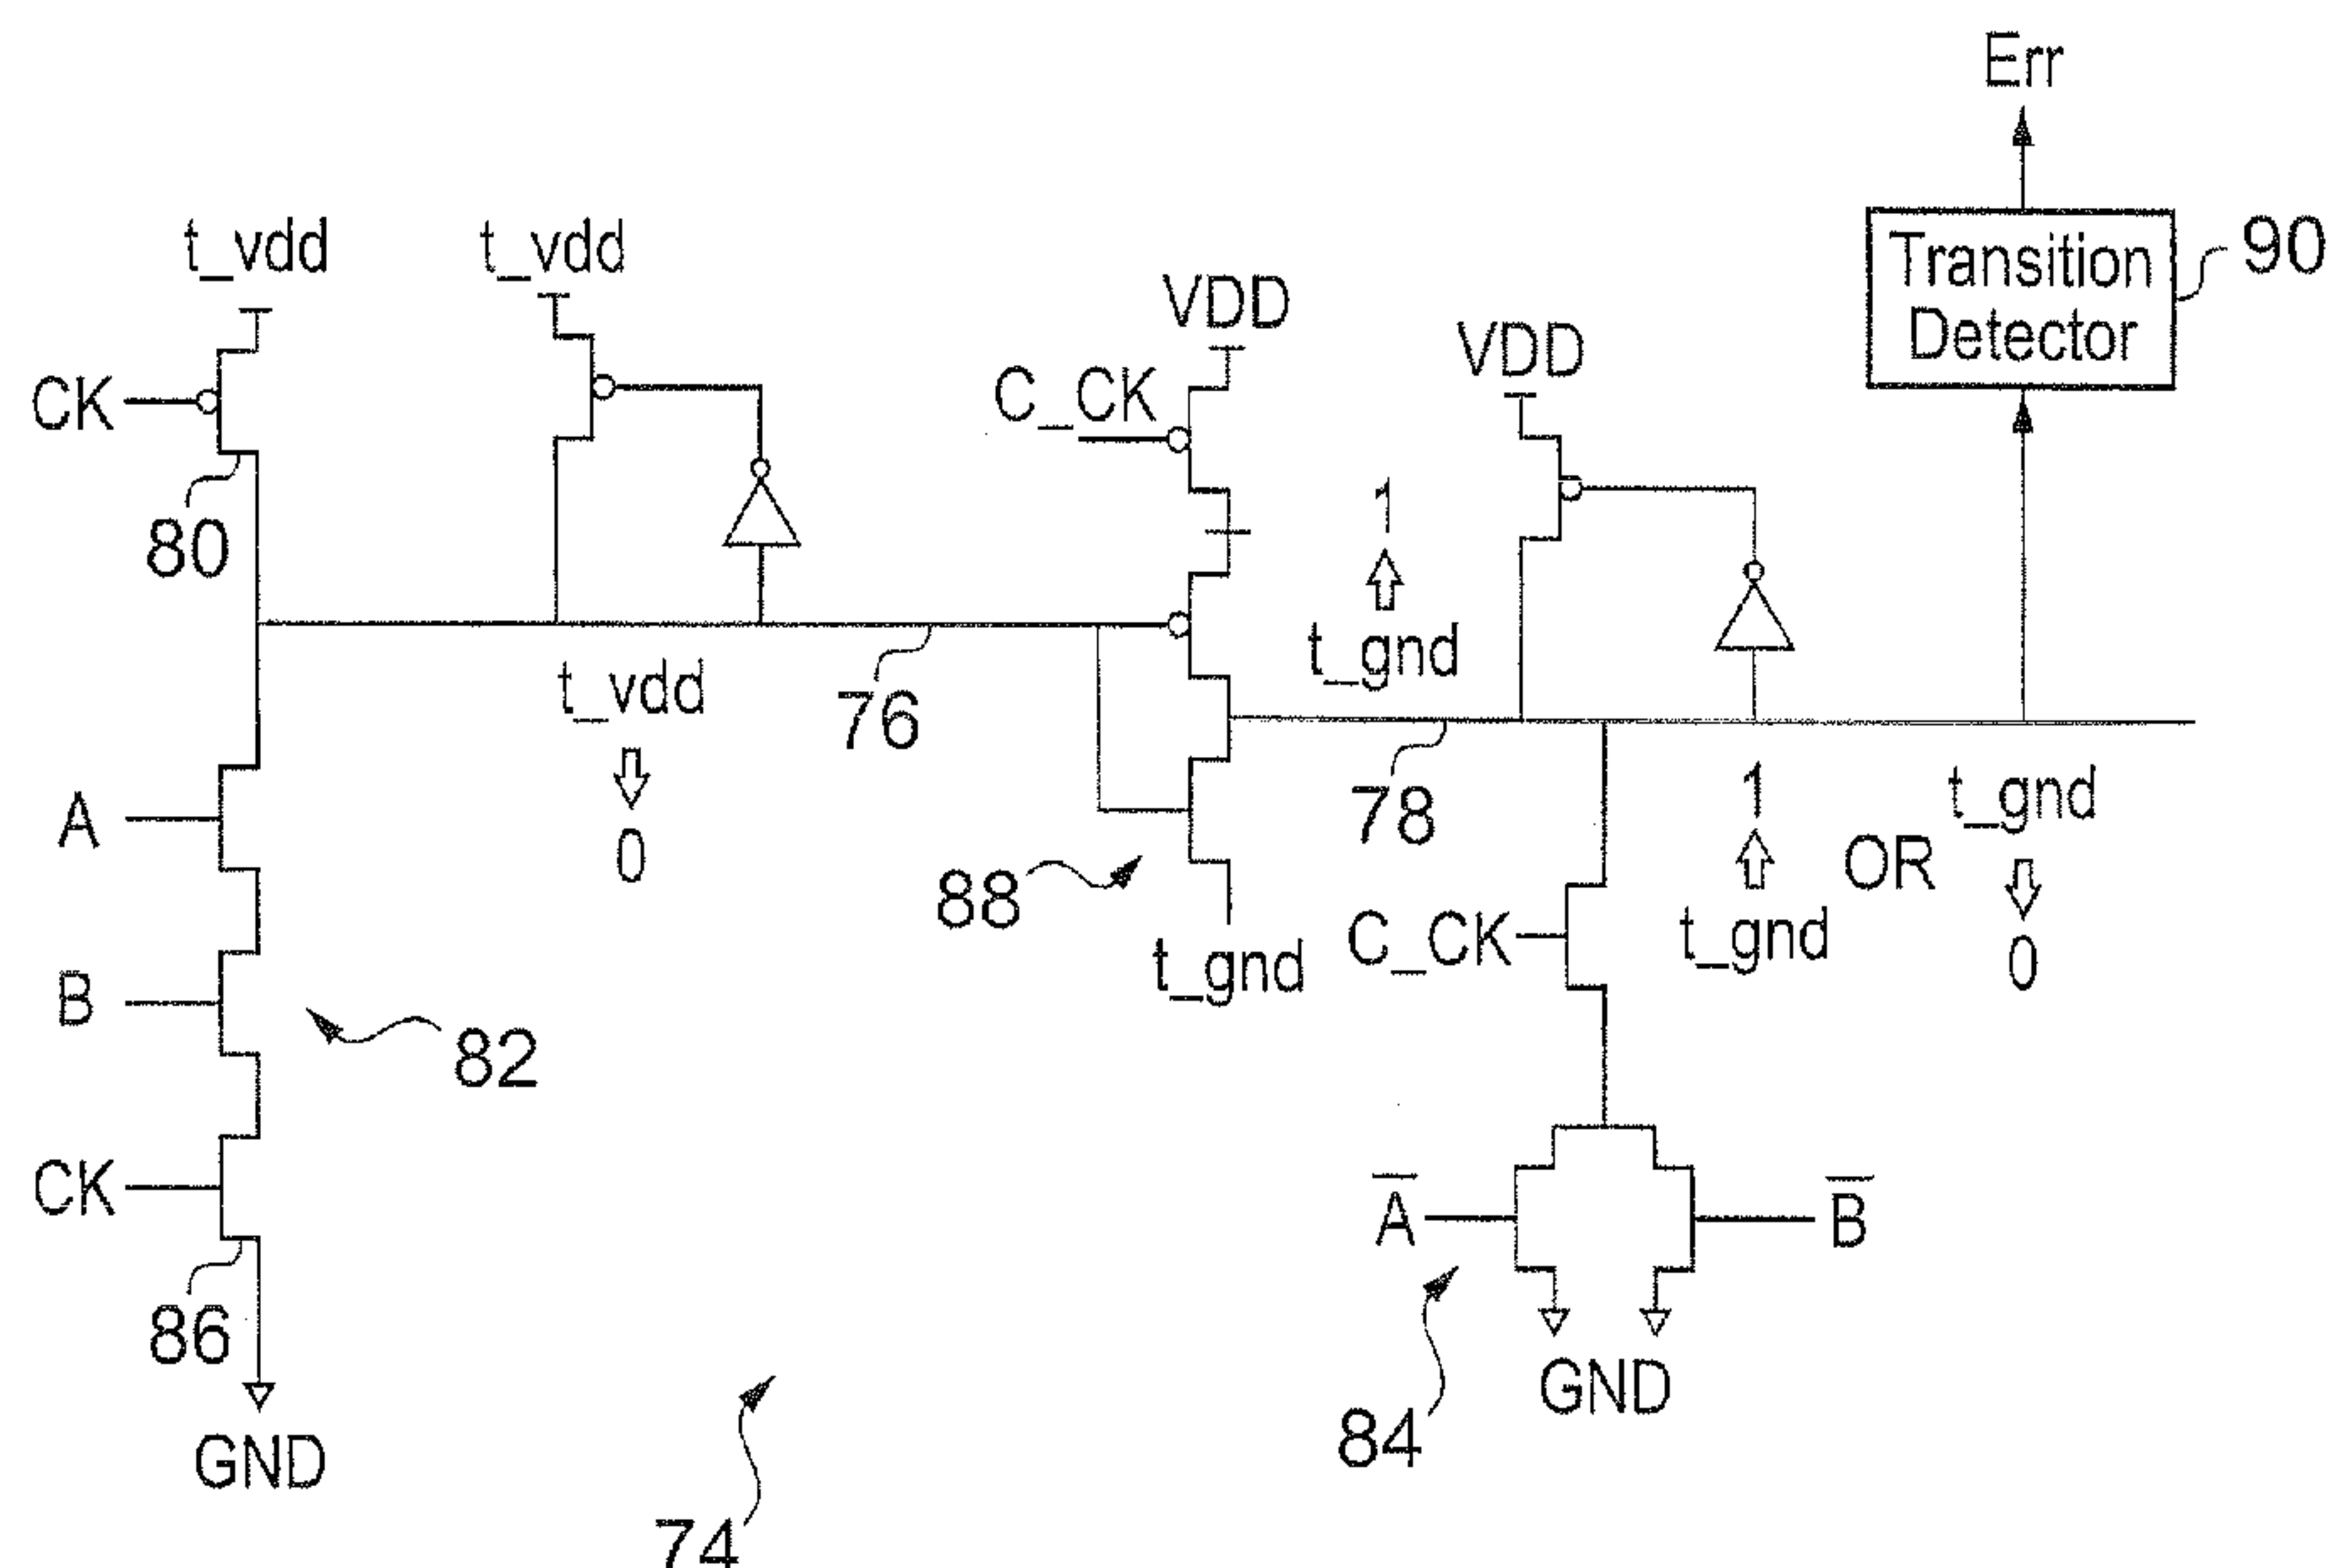 Err
Transition
Detector
90
t_vdd
t_vdd
VDD
VDD
CK
C_CK
80
1
t_gnd
t_vdd
0
76
78
A
88
t_gnd
1
t_gnd
OR
t_gnd
0
C_CK
B
82
CK
A̅
B̅
86
GND
84
GND
74